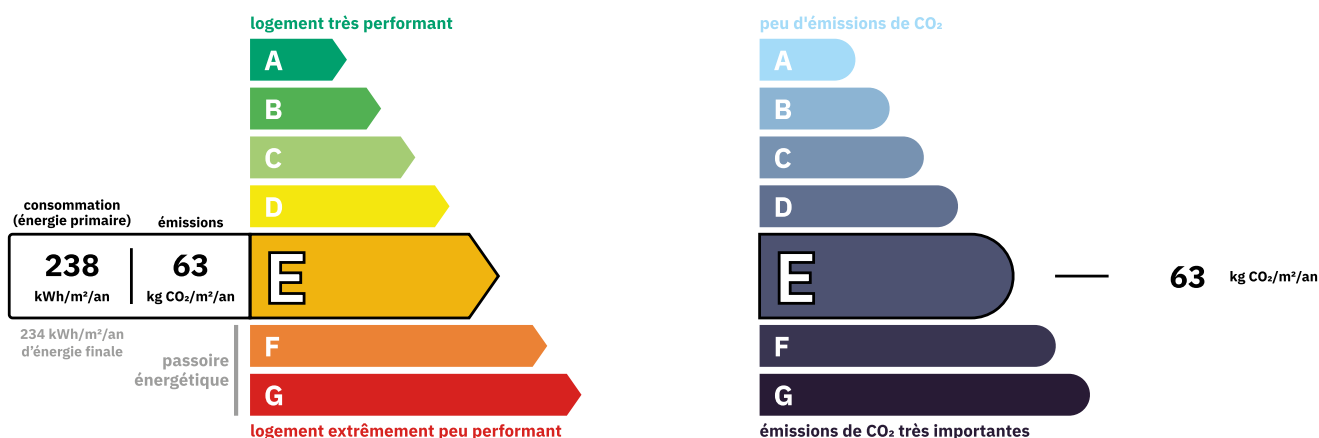 logement très performant
A
B
C
D
consommation
(énergie primaire)
émissions
238
kWh/m²/an
63
kg CO₂/m²/an
E
234 kWh/m²/an
d'énergie finale
passoire
énergétique
F
G
logement extrêmement peu performant
peu d'émissions de CO₂
A
B
C
D
E
63
kg CO₂/m²/an
F
G
émissions de CO₂ très importantes